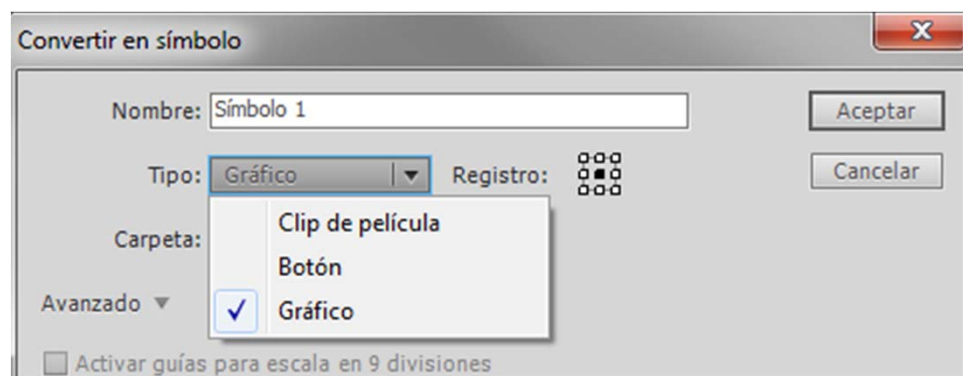 Convertir en símbolo
Nombre: Símbolo 1 Aceptar
Tipo: Gráfico Registro: Cancelar
Clip de película
Carpeta:
Botón
Avanzado Gráfico
Activar guías para escala en 9 divisiones